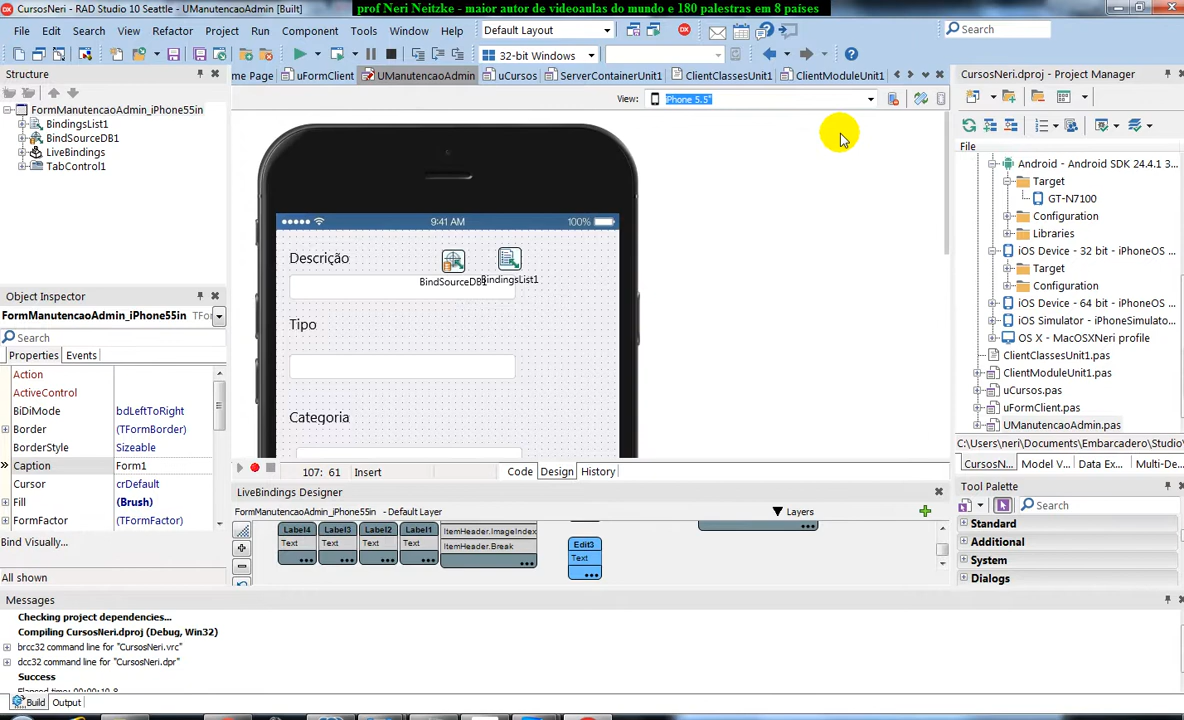 CursosNeri - RAD Studio 10 Seattle - UManutencaoAdmin [Built]
prof Neri Neitzke - maior autor de videoaulas do mundo e 180 palestras em 8 países
File Edit Search View Refactor Project Run Component Tools Window Help
Default Layout
Search
32-bit Windows
Structure
me Page uFormClient UManutencaoAdmin uCursos ServerContainerUnit1 ClientClassesUnit1 ClientModuleUnit1
CursosNeri.dproj - Project Manager
View: iPhone 5.5"
FormManutencaoAdmin_iPhone55in
BindingsList1
BindSourceDB1
LiveBindings
TabControl1
9:41 AM
100%
Descrição
BindSourceDB1
BindingsList1
Tipo
Categoria
File
Android - Android SDK 24.4.1 3...
Target
GT-N7100
Configuration
Libraries
iOS Device - 32 bit - iPhoneOS ...
Target
Configuration
iOS Device - 64 bit - iPhoneOS ...
iOS Simulator - iPhoneSimulato...
OS X - MacOSXNeri profile
ClientClassesUnit1.pas
ClientModuleUnit1.pas
uCursos.pas
uFormClient.pas
UManutencaoAdmin.pas
C:\Users\neri\Documents\Embarcadero\Studio\
CursosN... Model V... Data Ex... Multi-De...
Object Inspector
FormManutencaoAdmin_iPhone55in TFo
Search
Properties Events
Action
ActiveControl
BiDiMode bdLeftToRight
Border (TFormBorder)
BorderStyle Sizeable
Caption Form1
Cursor crDefault
Fill (Brush)
FormFactor (TFormFactor)
Bind Visually...
All shown
107: 61 Insert Code Design History
LiveBindings Designer
FormManutencaoAdmin_iPhone55in - Default Layer
Layers
Label4 Label3 Label2 Label1
Text Text Text Text
ItemHeader.ImageIndex
ItemHeader.Break
Edit3
Text
Tool Palette
Search
Standard
Additional
System
Dialogs
Messages
Checking project dependencies...
Compiling CursosNeri.dproj (Debug, Win32)
brcc32 command line for "CursosNeri.vrc"
dcc32 command line for "CursosNeri.dpr"
Success
Build Output